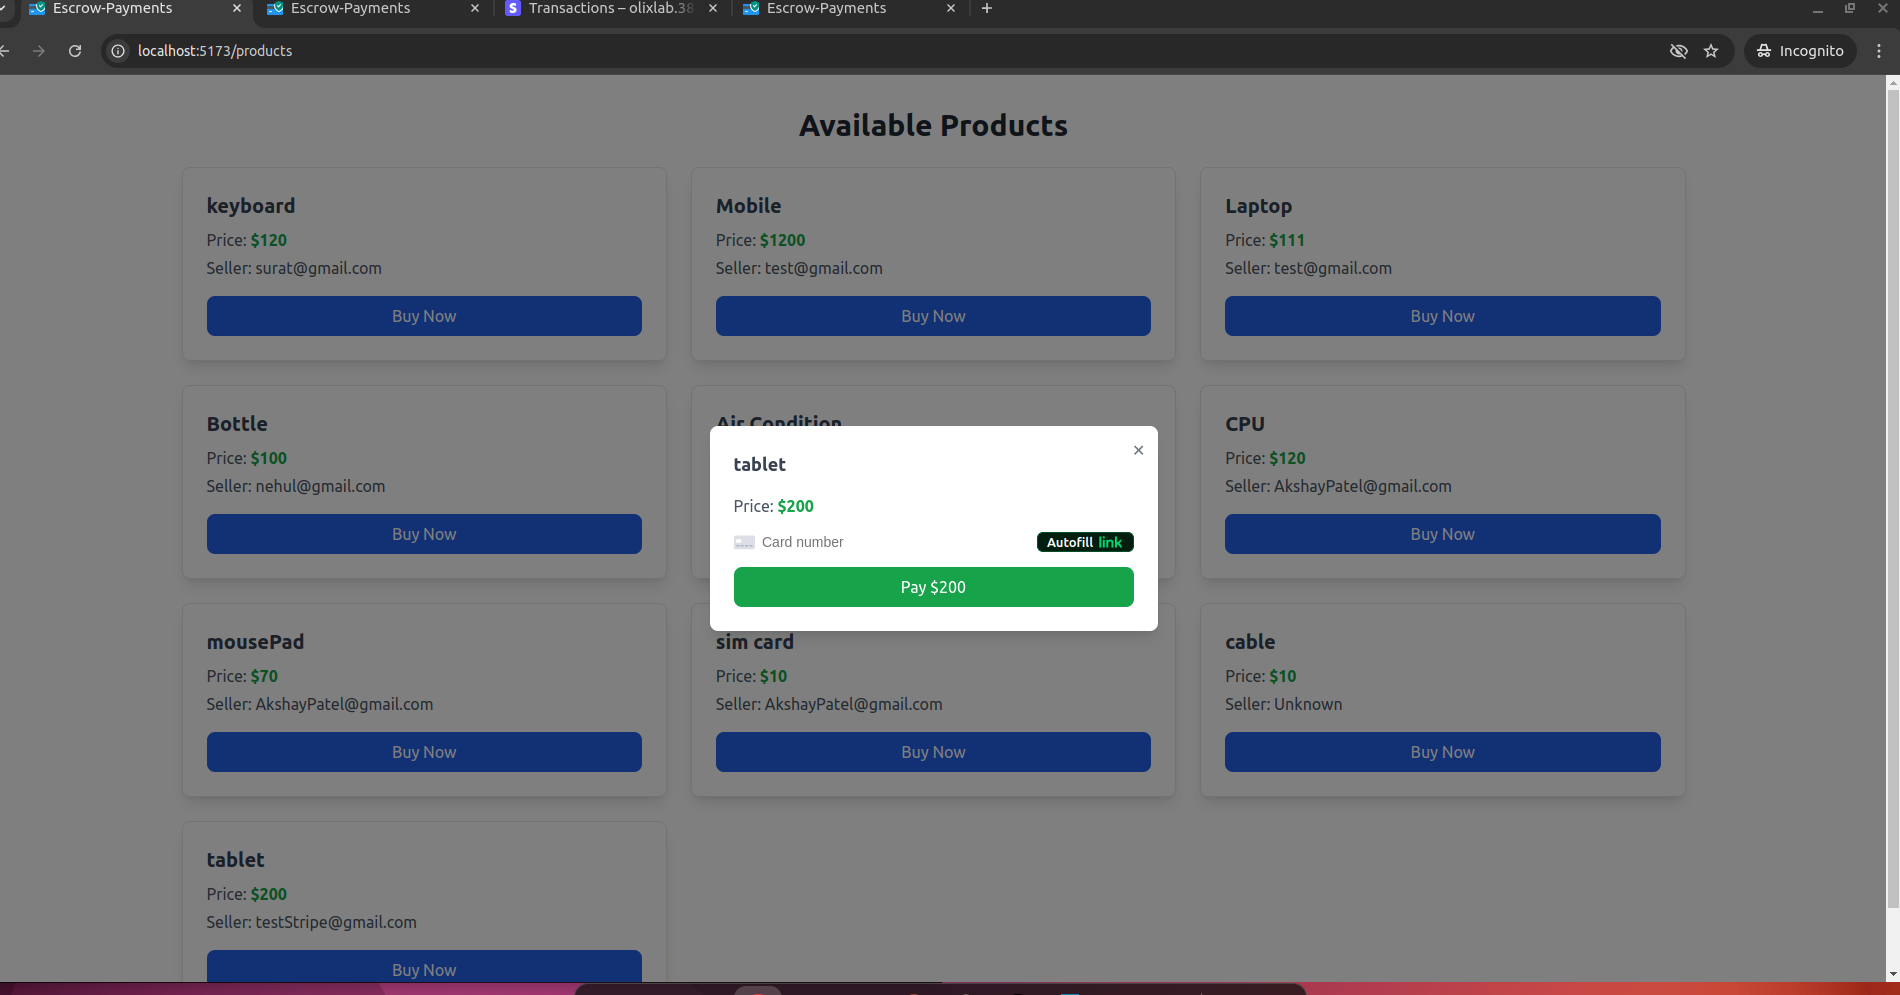 Escrow-Payments
Escrow-Payments
Transactions – olixlab.38
Escrow-Payments
localhost:5173/products
Incognito
Available Products
keyboard
Price: $120
Seller: surat@gmail.com
Buy Now
Mobile
Price: $1200
Seller: test@gmail.com
Buy Now
Laptop
Price: $111
Seller: test@gmail.com
Buy Now
Bottle
Price: $100
Seller: nehul@gmail.com
Buy Now
Air Condition
CPU
Price: $120
Seller: AkshayPatel@gmail.com
Buy Now
tablet
Price: $200
Card number
Autofill link
Pay $200
mousePad
Price: $70
Seller: AkshayPatel@gmail.com
Buy Now
sim card
Price: $10
Seller: AkshayPatel@gmail.com
Buy Now
cable
Price: $10
Seller: Unknown
Buy Now
tablet
Price: $200
Seller: testStripe@gmail.com
Buy Now